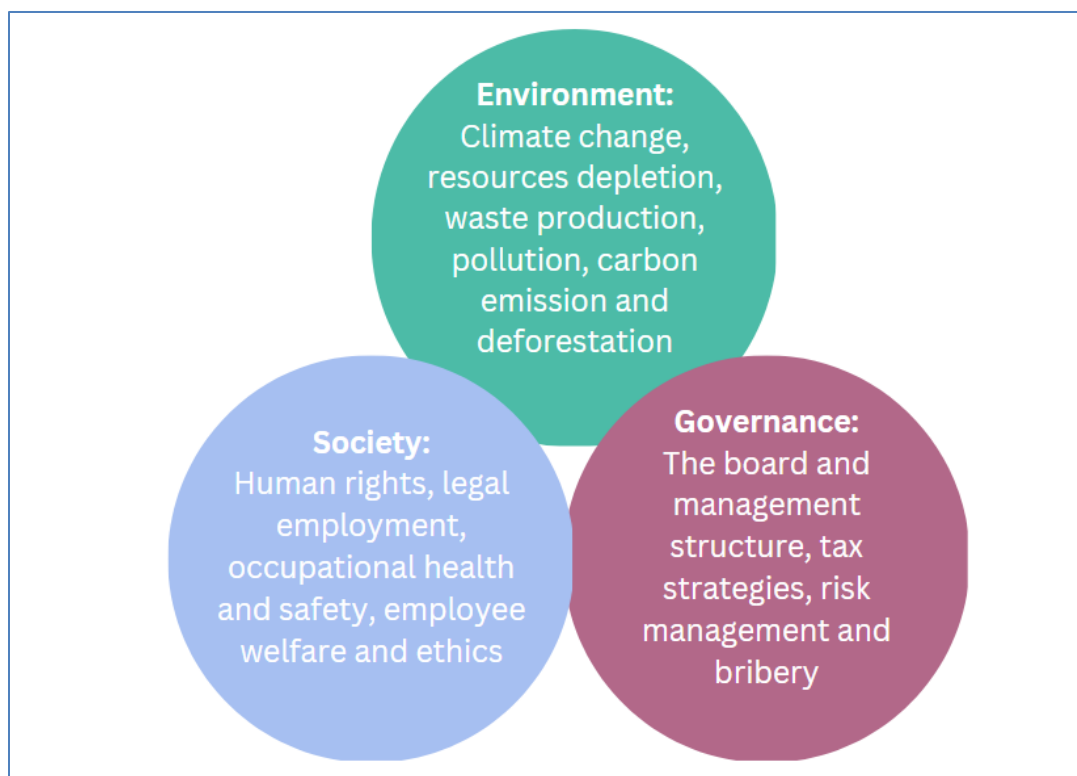 Environment:
Climate change,
resources depletion,
waste production,
pollution, carbon
emission and
deforestation
Society:
Human rights, legal
employment,
occupational health
and safety, employee
welfare and ethics
Governance:
The board and
management
structure, tax
strategies, risk
management and
bribery